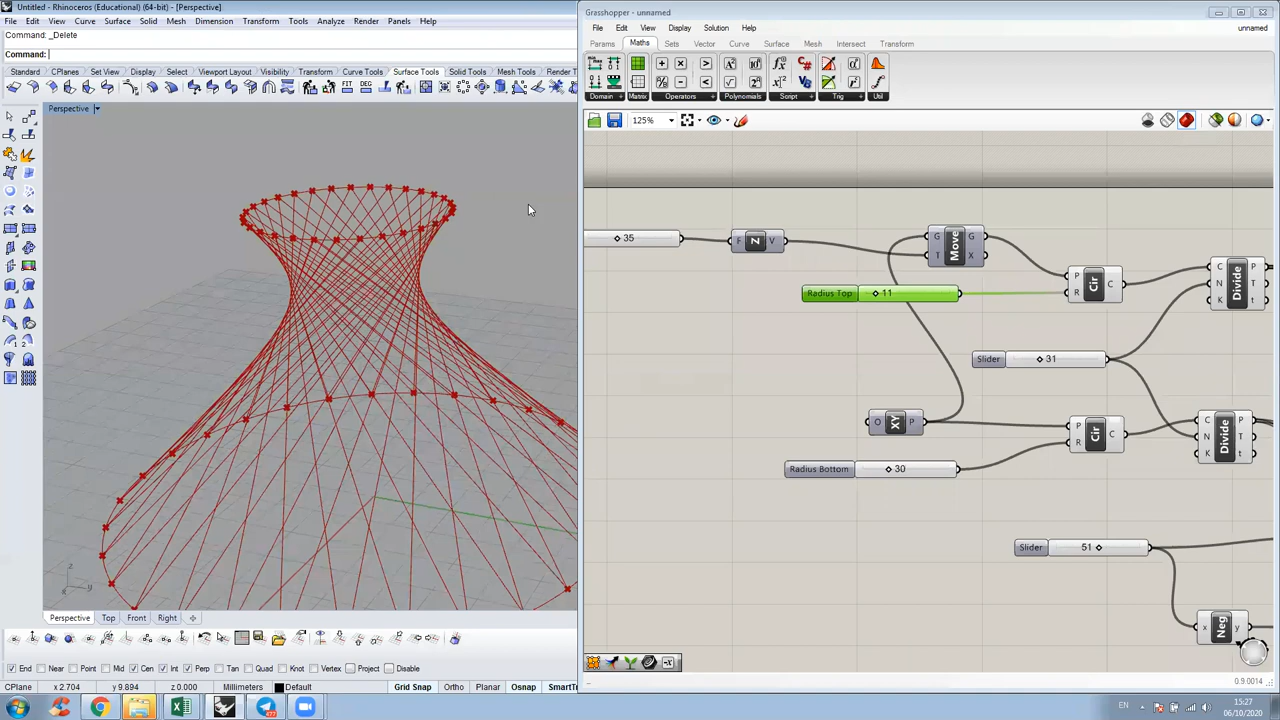 Untitled - Rhinoceros (Educational) (64-bit) - [Perspective]
File Edit View Curve Surface Solid Mesh Dimension Transform Tools Analyze Render Panels Help
Command: _Delete
Command:
Standard CPlanes Set View Display Select Viewport Layout Visibility Transform Curve Tools Surface Tools Solid Tools Mesh Tools Render T
Perspective
z
y
x
Perspective Top Front Right
End Near Point Mid Cen Int Perp Tan Quad Knot Vertex Project Disable
CPlane x 2.704 y 9.894 z 0.000 Millimeters Default Grid Snap Ortho Planar Osnap SmartTr
Grasshopper - unnamed
File Edit View Display Solution Help unnamed
Params Maths Sets Vector Curve Surface Mesh Intersect Transform
Domain Matrix Operators Polynomials Script Trig Util
125%
35
F Z V
G T Move G X
Radius Top 11
P R Cir C
C N K Divide P T t
Slider 31
O XY P
P R Cir C
C N K Divide P T t
Radius Bottom 30
Slider 51
x Neg y
0.9.0014
EN 15:27
06/10/2020